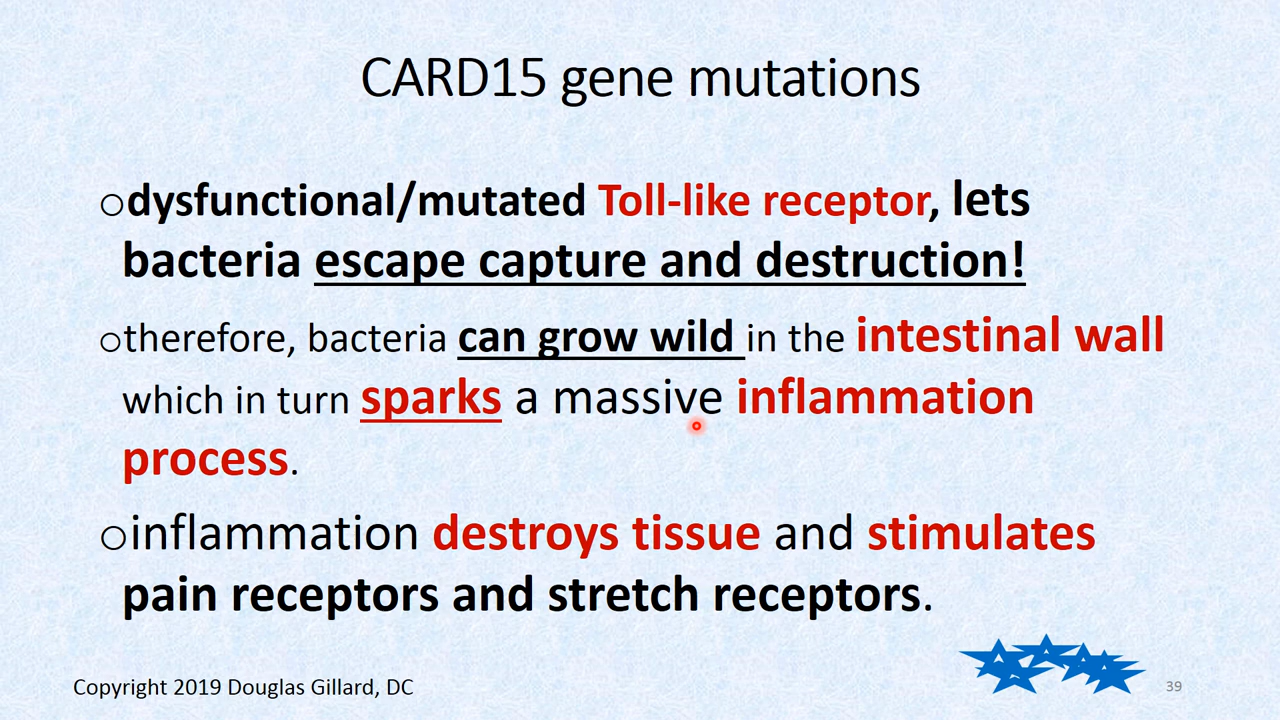 CARD15 gene mutations
odysfunctional/mutated Toll-like receptor, lets
bacteria escape capture and destruction!
otherefore, bacteria can grow wild in the intestinal wall
which in turn sparks a massive inflammation
process.
oinflammation destroys tissue and stimulates
pain receptors and stretch receptors.
Copyright 2019 Douglas Gillard, DC
39